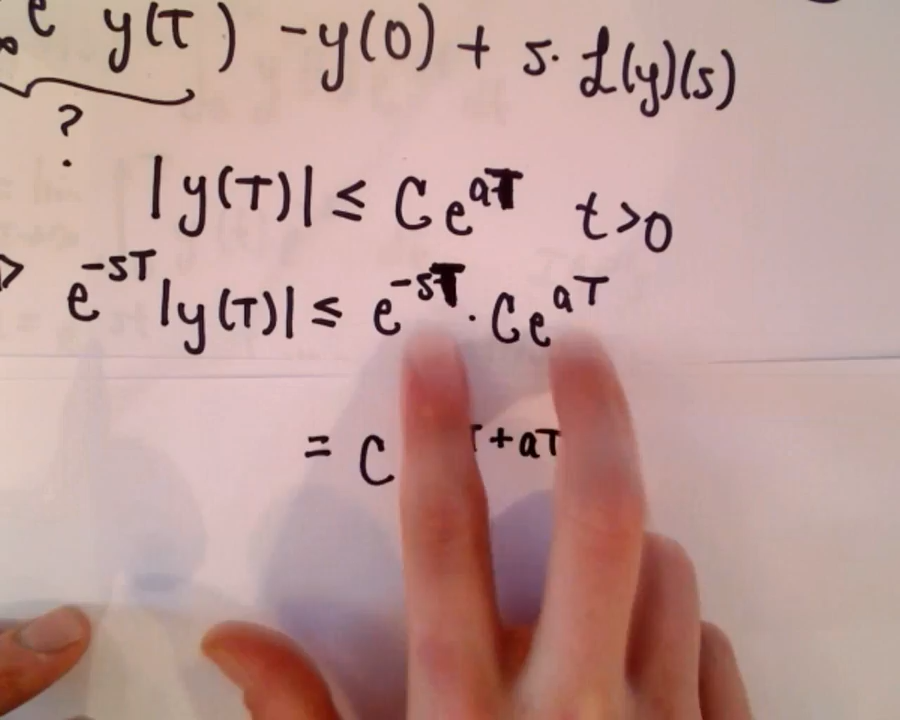 e y(T) - y(0) + s · ℒ(y)(s)
?
|y(T)| ≤ Ce^{aT} t>0
> e^{-sT} |y(T)| ≤ e^{-sT} · Ce^{aT}
= C + aT